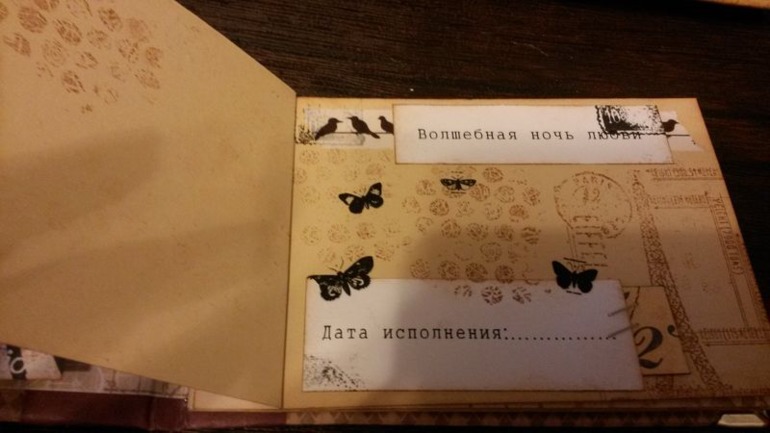 Волшебная ночь любви
Дата исполнения:................